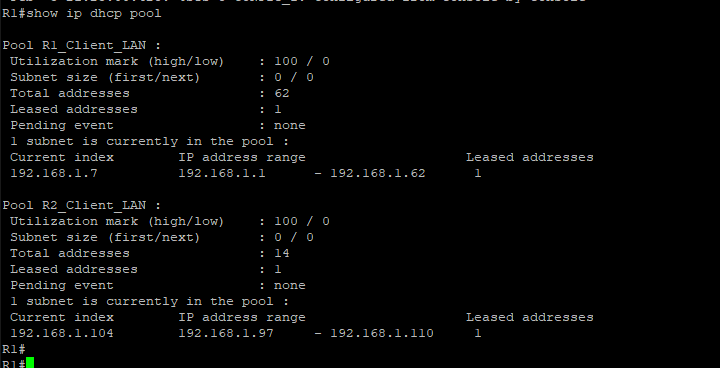 R1#show ip dhcp pool
Pool R1_Client_LAN :
Utilization mark (high/low) : 100 / 0
Subnet size (first/next) : 0 / 0
Total addresses : 62
Leased addresses : 1
Pending event : none
1 subnet is currently in the pool :
Current index IP address range Leased addresses
192.168.1.7 192.168.1.1 - 192.168.1.62 1
Pool R2_Client_LAN :
Utilization mark (high/low) : 100 / 0
Subnet size (first/next) : 0 / 0
Total addresses : 14
Leased addresses : 1
Pending event : none
1 subnet is currently in the pool :
Current index IP address range Leased addresses
192.168.1.104 192.168.1.97 - 192.168.1.110 1
R1#
R1#